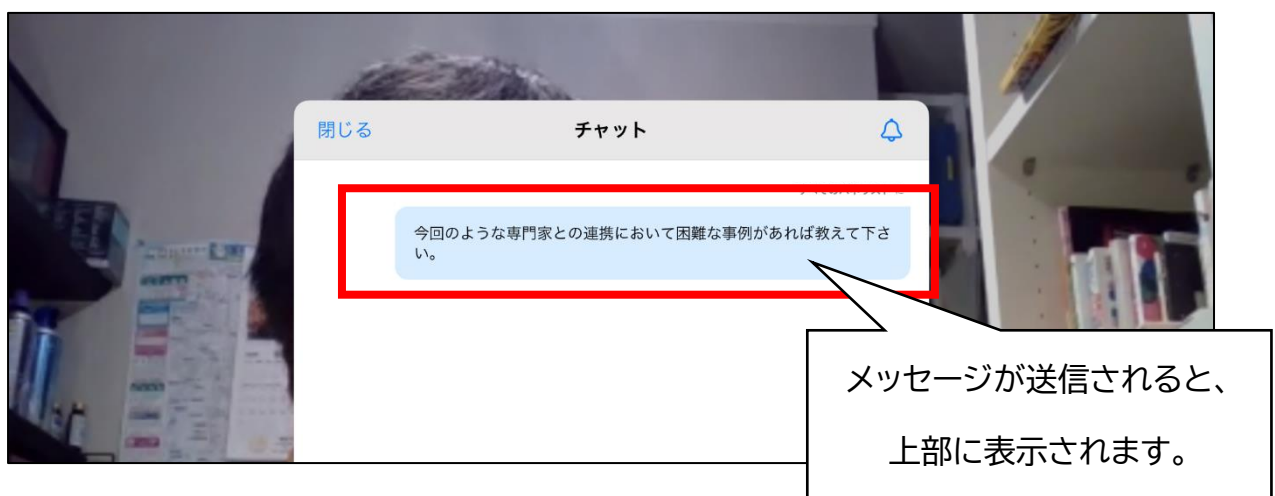 閉じる
チャット
今回のような専門家との連携において困難な事例があれば教えて下さ
い。
メッセージが送信されると、
上部に表示されます。